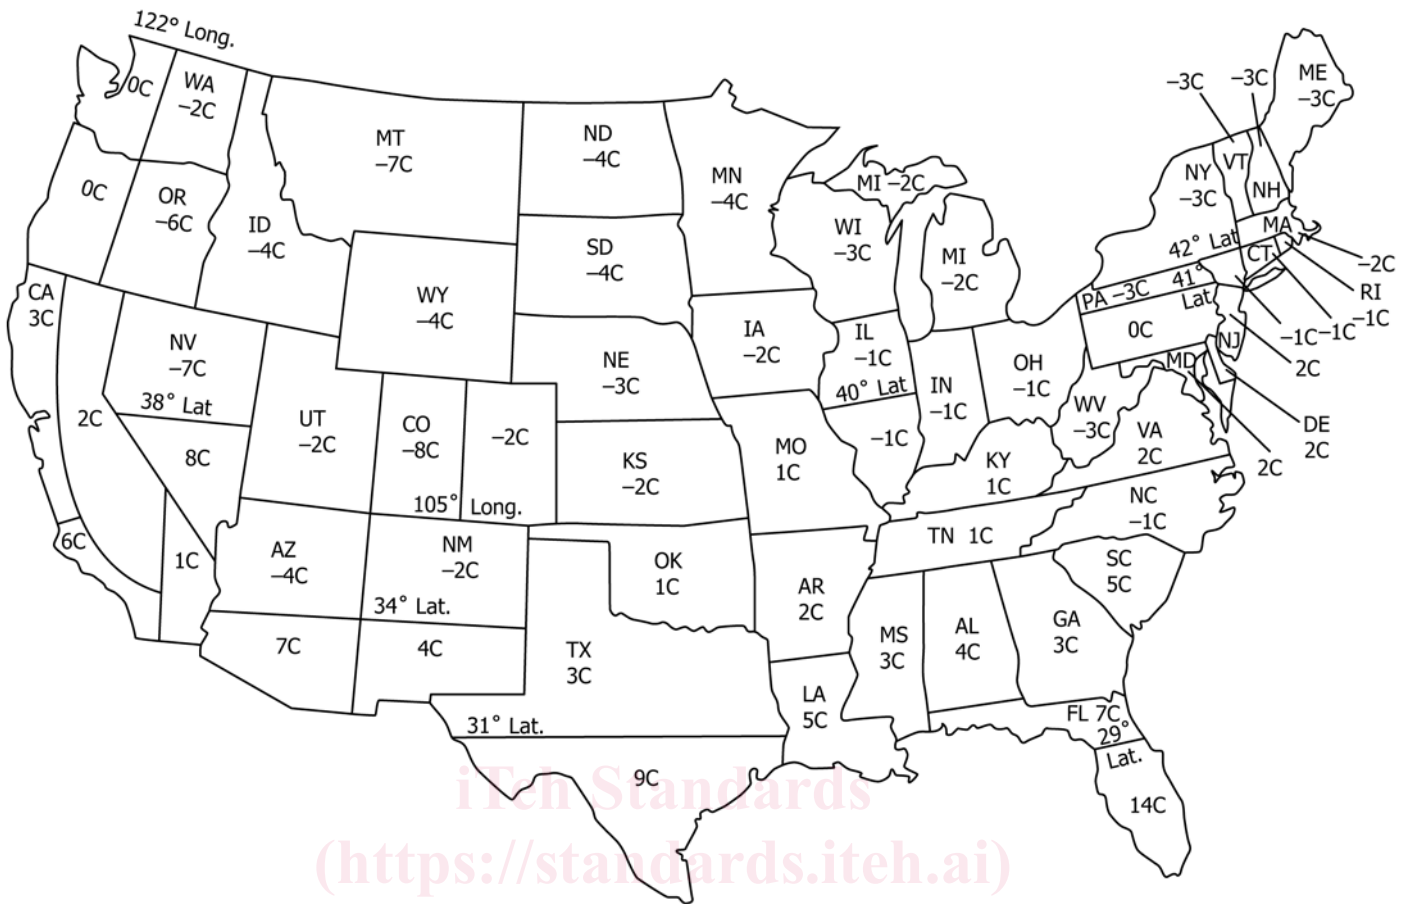 122° Long.
0C
WA
–2C
MT
–7C
ND
–4C
MN
–4C
MI –2C
–3C
–3C
ME
–3C
0C
OR
–6C
ID
–4C
SD
–4C
WI
–3C
MI
–2C
NY
–3C
VT
NH
42° Lat
MA
CT
–2C
RI
–1C
–1C
–1C
CA
3C
WY
–4C
NV
–7C
38° Lat
NE
–3C
IA
–2C
IL
–1C
40° Lat
IN
–1C
OH
–1C
PA –3C
41°
Lat
0C
NJ
2C
MD
DE
2C
2C
2C
8C
UT
–2C
CO
–8C
–2C
105° Long.
KS
–2C
MO
1C
–1C
KY
1C
WV
–3C
VA
2C
NC
–1C
6C
1C
AZ
–4C
NM
–2C
34° Lat.
OK
1C
AR
2C
TN 1C
SC
5C
7C
4C
TX
3C
31° Lat.
9C
LA
5C
MS
3C
AL
4C
GA
3C
FL 7C
29°
Lat.
14C
iTeh Standards
(https://standards.iteh.ai)